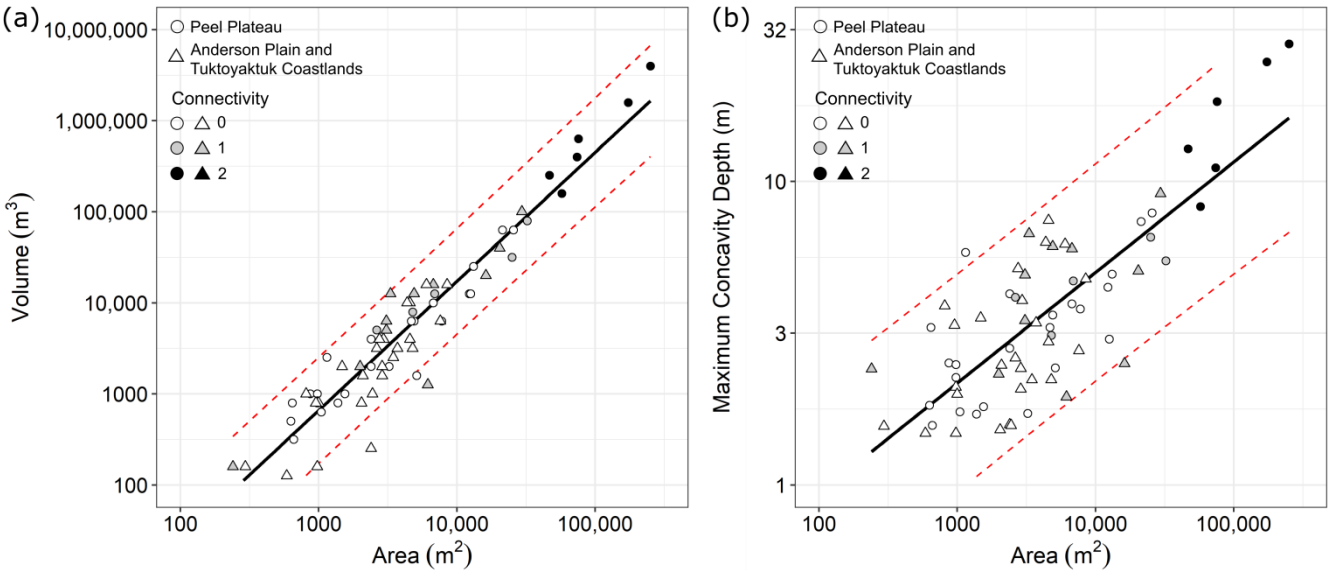 (a)
10,000,000
1,000,000
100,000
10,000
1000
100
Volume (m³)
Peel Plateau
Anderson Plain and
Tuktoyaktuk Coastlands
Connectivity
0
1
2
100
1000
10,000
100,000
Area (m²)
(b)
32
10
3
1
Maximum Concavity Depth (m)
Peel Plateau
Anderson Plain and
Tuktoyaktuk Coastlands
Connectivity
0
1
2
100
1000
10,000
100,000
Area (m²)